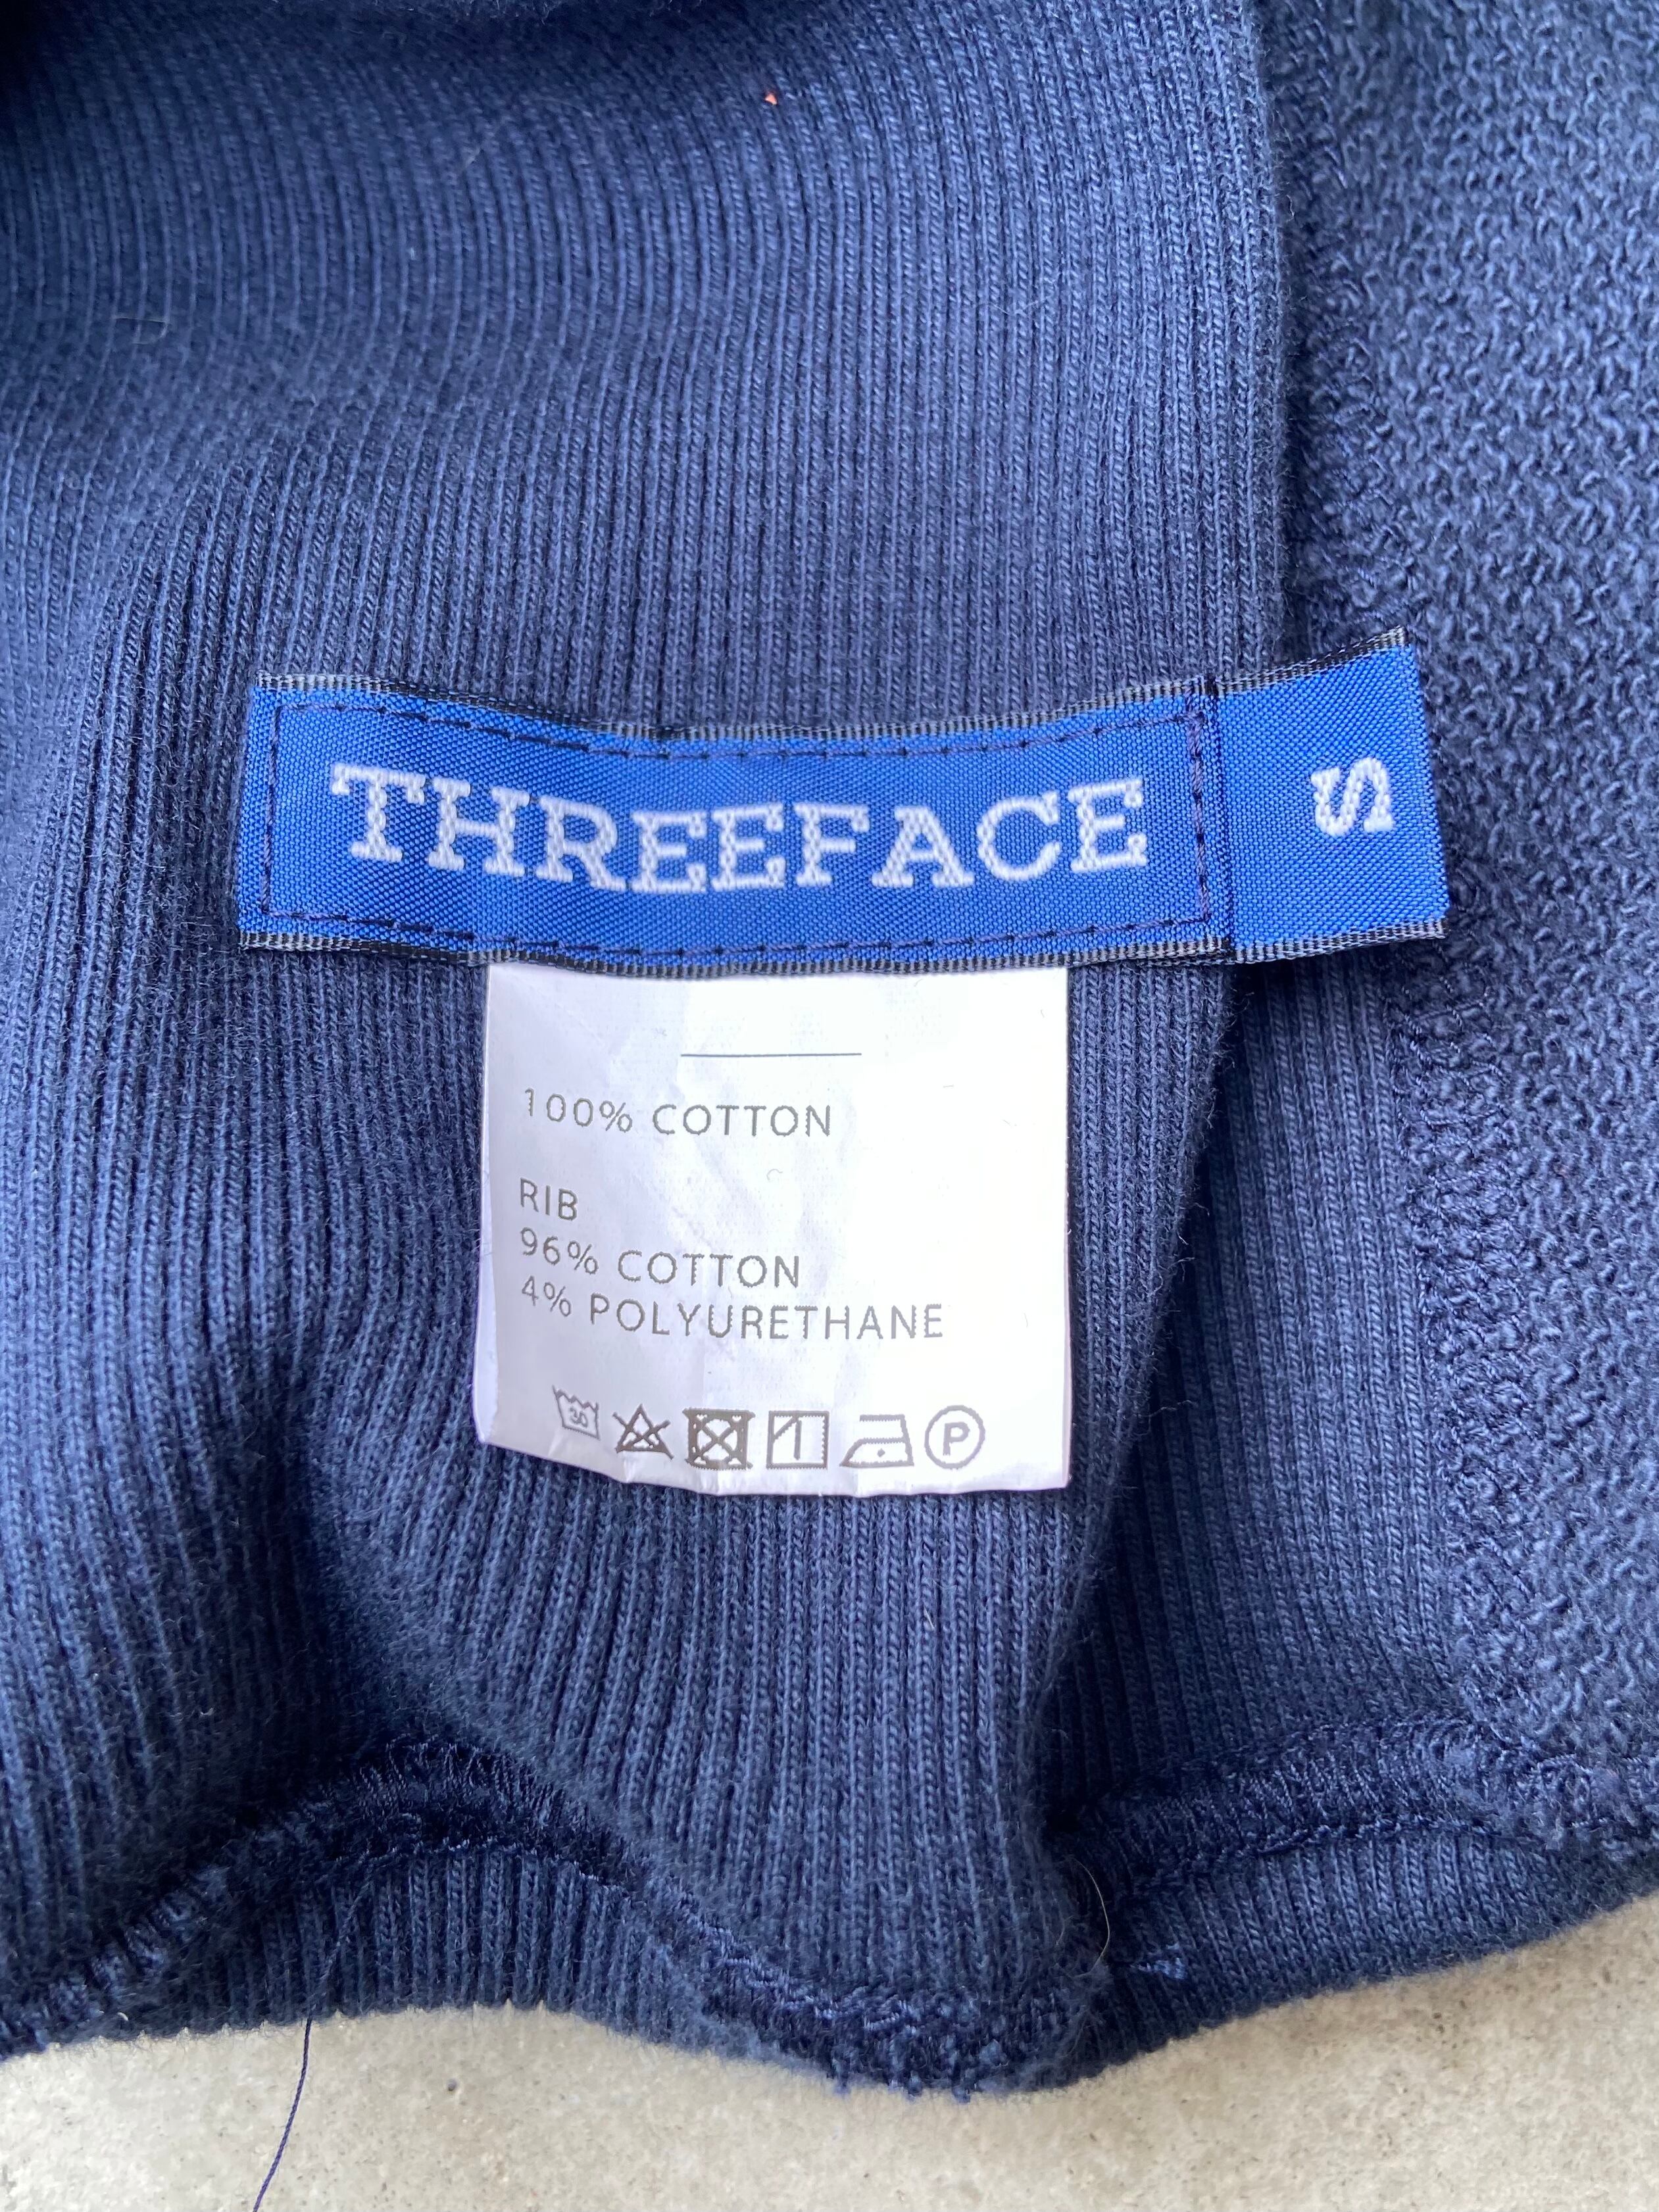 THREEFACE
S
100% COTTON
RIB
96% COTTON
4% POLYURETHANE
30
P